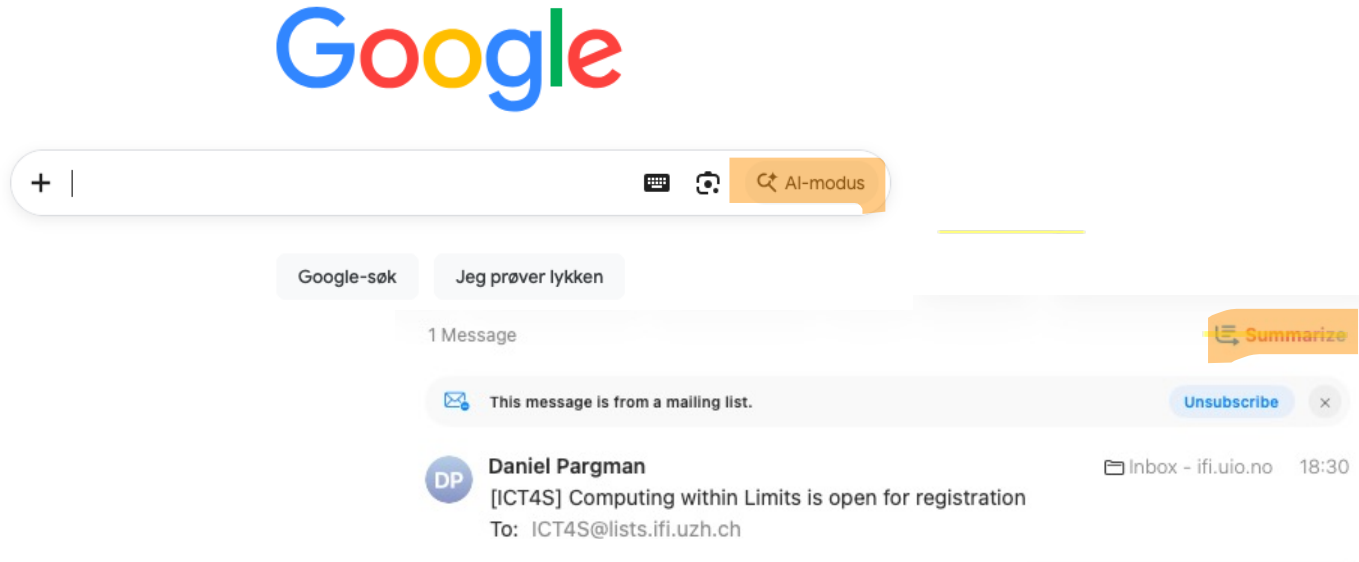 Google
AI-modus
Google-søk Jeg prøver lykken
1 Message Summarize
This message is from a mailing list. Unsubscribe
DP Daniel Pargman Inbox - ifi.uio.no 18:30
[ICT4S] Computing within Limits is open for registration
To: ICT4S@lists.ifi.uzh.ch